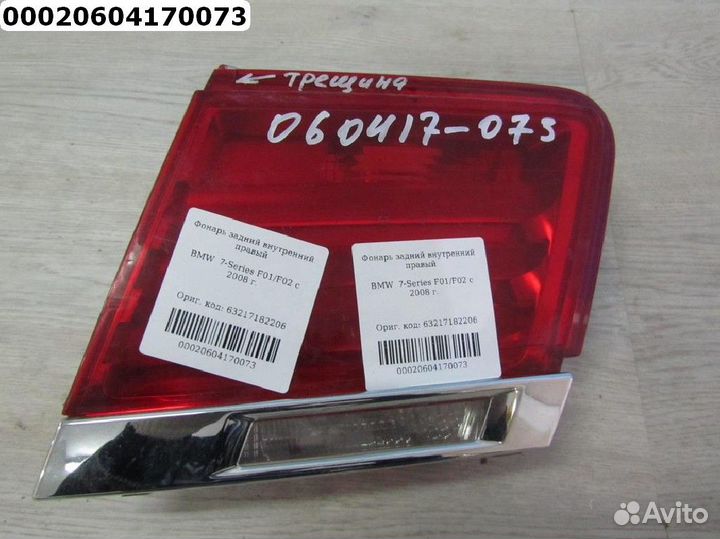 00020604170073
← трещина
060417-073
Фонарь задний внутренний
правый
BMW 7-Series F01/F02 с
2008 г.
Ориг. код: 63217182206
00020604170073
Фонарь задний внутренний
правый
BMW 7-Series F01/F02 с
2008 г.
Ориг. код: 63217182206
00020604170073
Avito